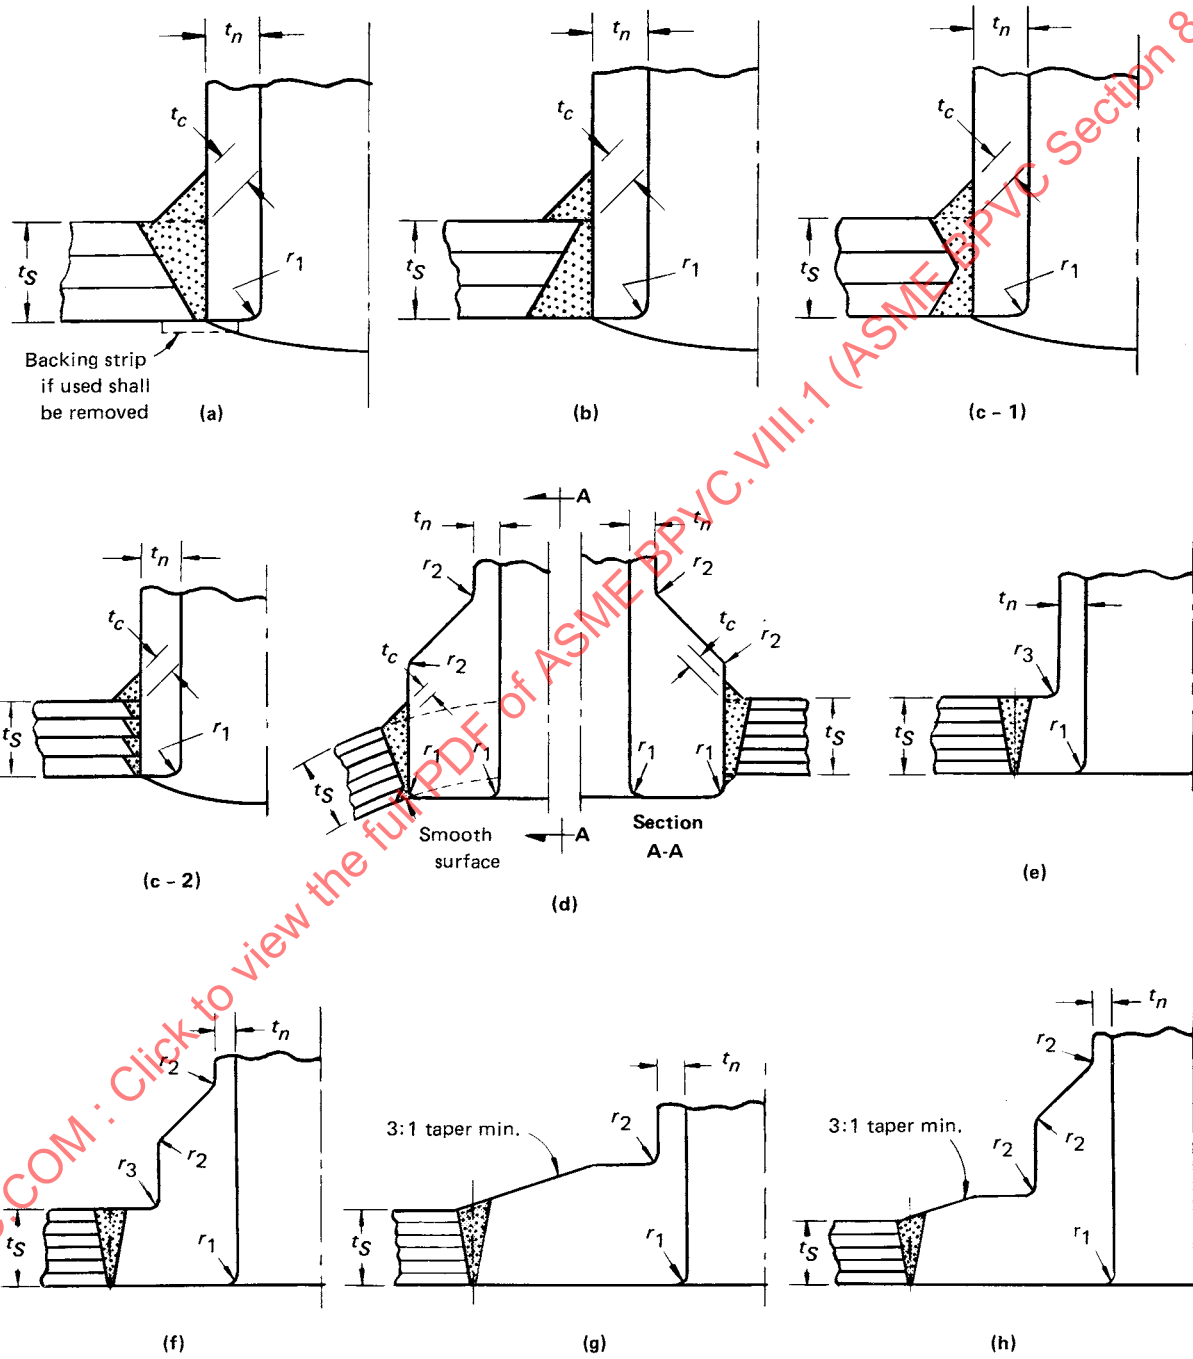 tn
tc
tS
r1
Backing strip
if used shall
be removed
(a)
tn
tc
tS
r1
(b)
tn
tc
tS
r1
(c - 1)
tn
tc
tS
r1
(c - 2)
A
tn
tn
r2
r2
tc
r2
tc
r2
tS
r1
r1
r1
r1
tS
Smooth
surface
A
Section
A-A
(d)
tn
r3
tS
r1
(e)
tn
r2
r2
r3
tS
r1
(f)
tn
3:1 taper min.
r2
tS
r1
(g)
tn
r2
3:1 taper min.
r2
r2
tS
r1
(h)
.COM : Click to view the full PDF of ASME BPVC.VIII.1 (ASME BPVC Section 8